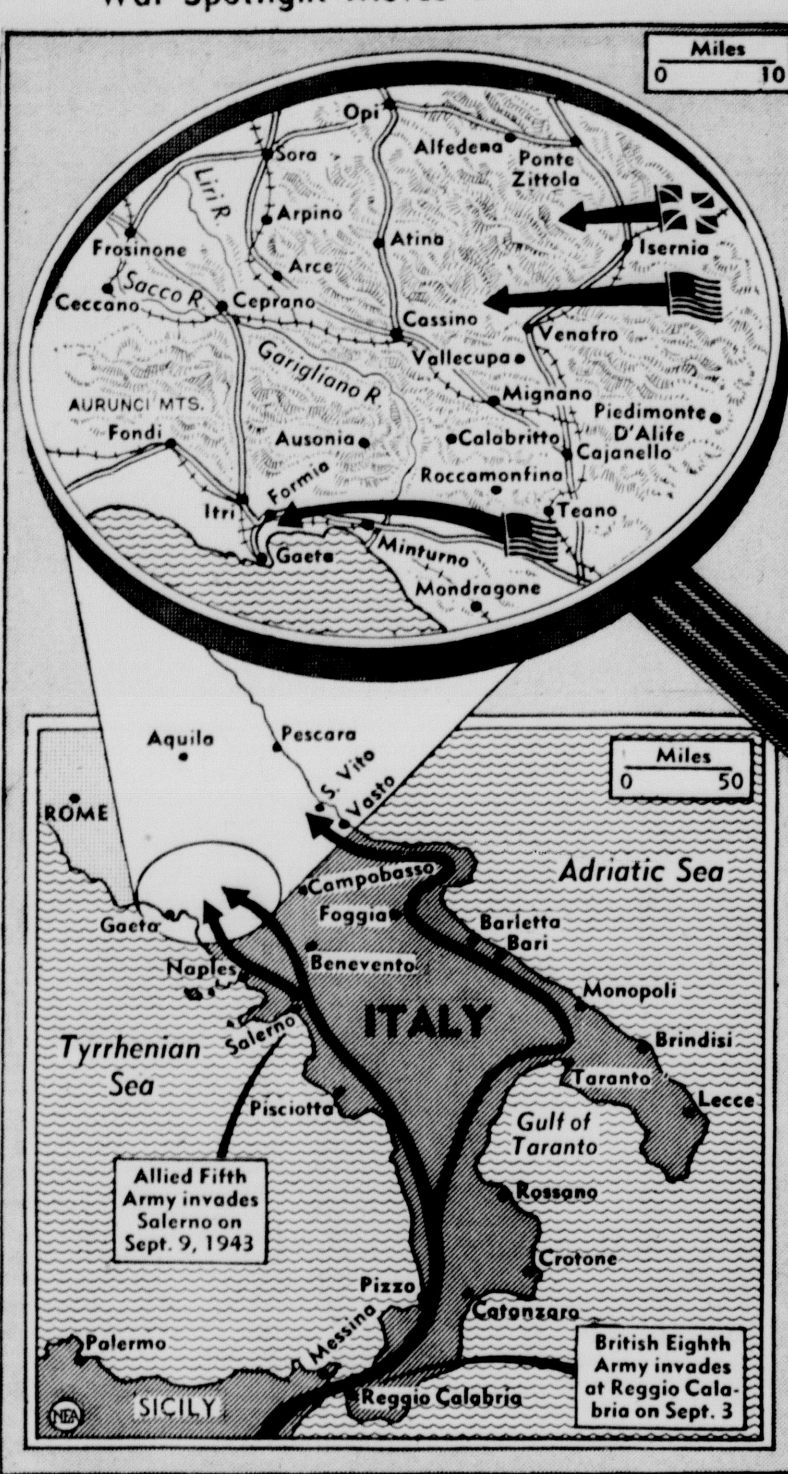 War Spotlight Moves
Miles
0 10
Opi
Alfedena
Ponte
Zittola
Sora
Liri R.
Arpino
Atina
Isernia
Frosinone
Arce
Sacco R
Ceccano
Ceprano
Cassino
Venafro
Vallecupa
Garigliano R
Mignano
AURUNCI MTS.
Piedimonte
D'Alife
Fondi
Ausonia
Calabritto
Cajanello
Roccamonfina
Itri
Formia
Teano
Gaeta
Minturno
Mondragone
Aquila
Pescara
Miles
0 50
S. Vito
Vasto
ROME
Campobasso
Adriatic Sea
Gaeta
Foggia
Barletta
Bari
Naples
Benevento
Monopoli
Salerno
ITALY
Tyrrhenian
Sea
Brindisi
Taranto
Pisciotta
Lecce
Gulf of
Taranto
Allied Fifth
Army invades
Salerno on
Sept. 9, 1943
Rossano
Crotone
Pizzo
Catanzaro
Palermo
Messina
British Eighth
Army invades
at Reggio Cala-
bria on Sept. 3
Reggio Calabria
SICILY
NEA